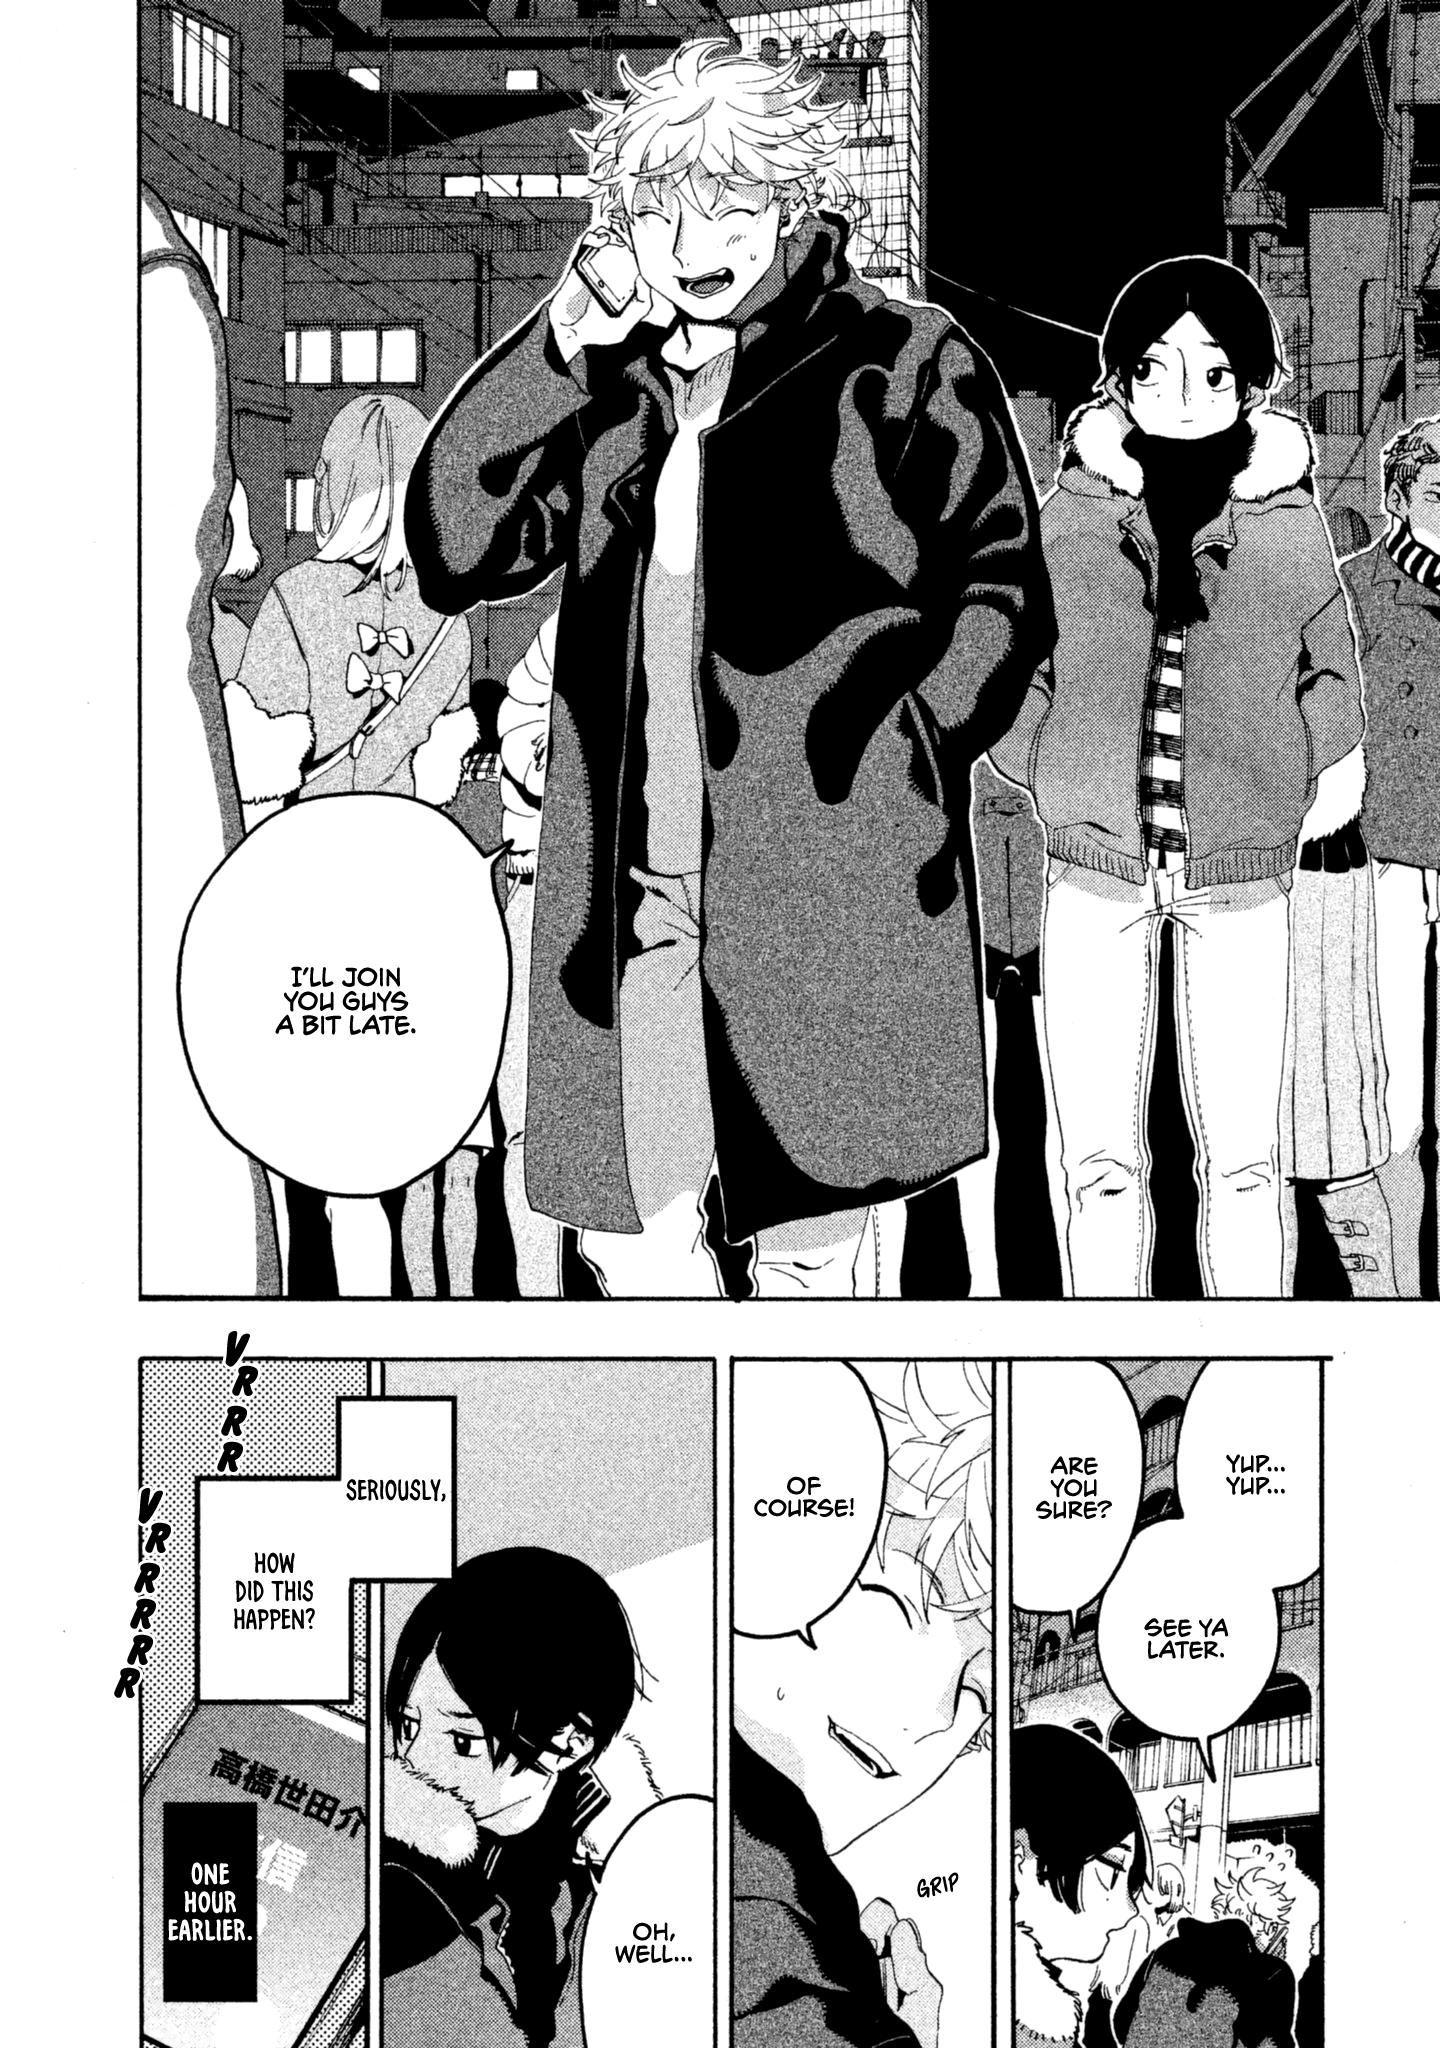 I'LL JOIN
YOU GUYS
A BIT LATE.
YUP...
YUP...
SEE YA
LATER.
ARE
YOU
SURE?
OF
COURSE!
GRIP
OH,
WELL...
SERIOUSLY,
HOW
DID THIS
HAPPEN?
VRRR
VRRRRR
高橋世田介
信
ONE
HOUR
EARLIER.